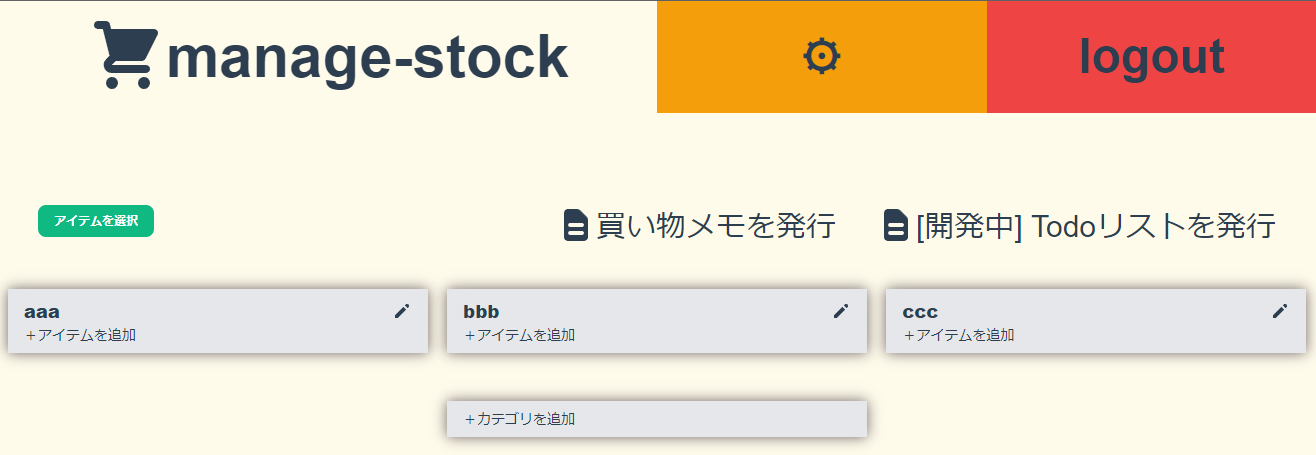 manage-stock
logout
アイテムを選択
買い物メモを発行
[開発中] Todoリストを発行
aaa
+アイテムを追加
bbb
+アイテムを追加
ccc
+アイテムを追加
+カテゴリを追加